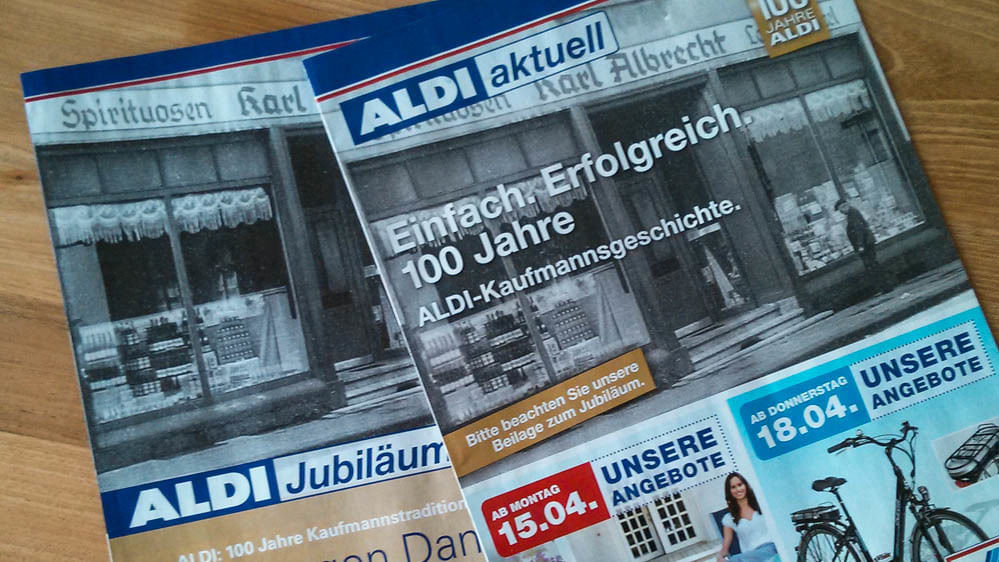 Spirituosen Karl
ALDI Jubiläum
ALDI: 100 Jahre Kaufmannstradition
ALDI aktuell
Karl Albrecht
100
JAHRE
ALDI
Einfach. Erfolgreich.
100 Jahre
ALDI-Kaufmannsgeschichte.
Bitte beachten Sie unsere
Beilage zum Jubiläum.
AB MONTAG
15.04.
UNSERE
ANGEBOTE
AB DONNERSTAG
18.04.
UNSERE
ANGEBOTE